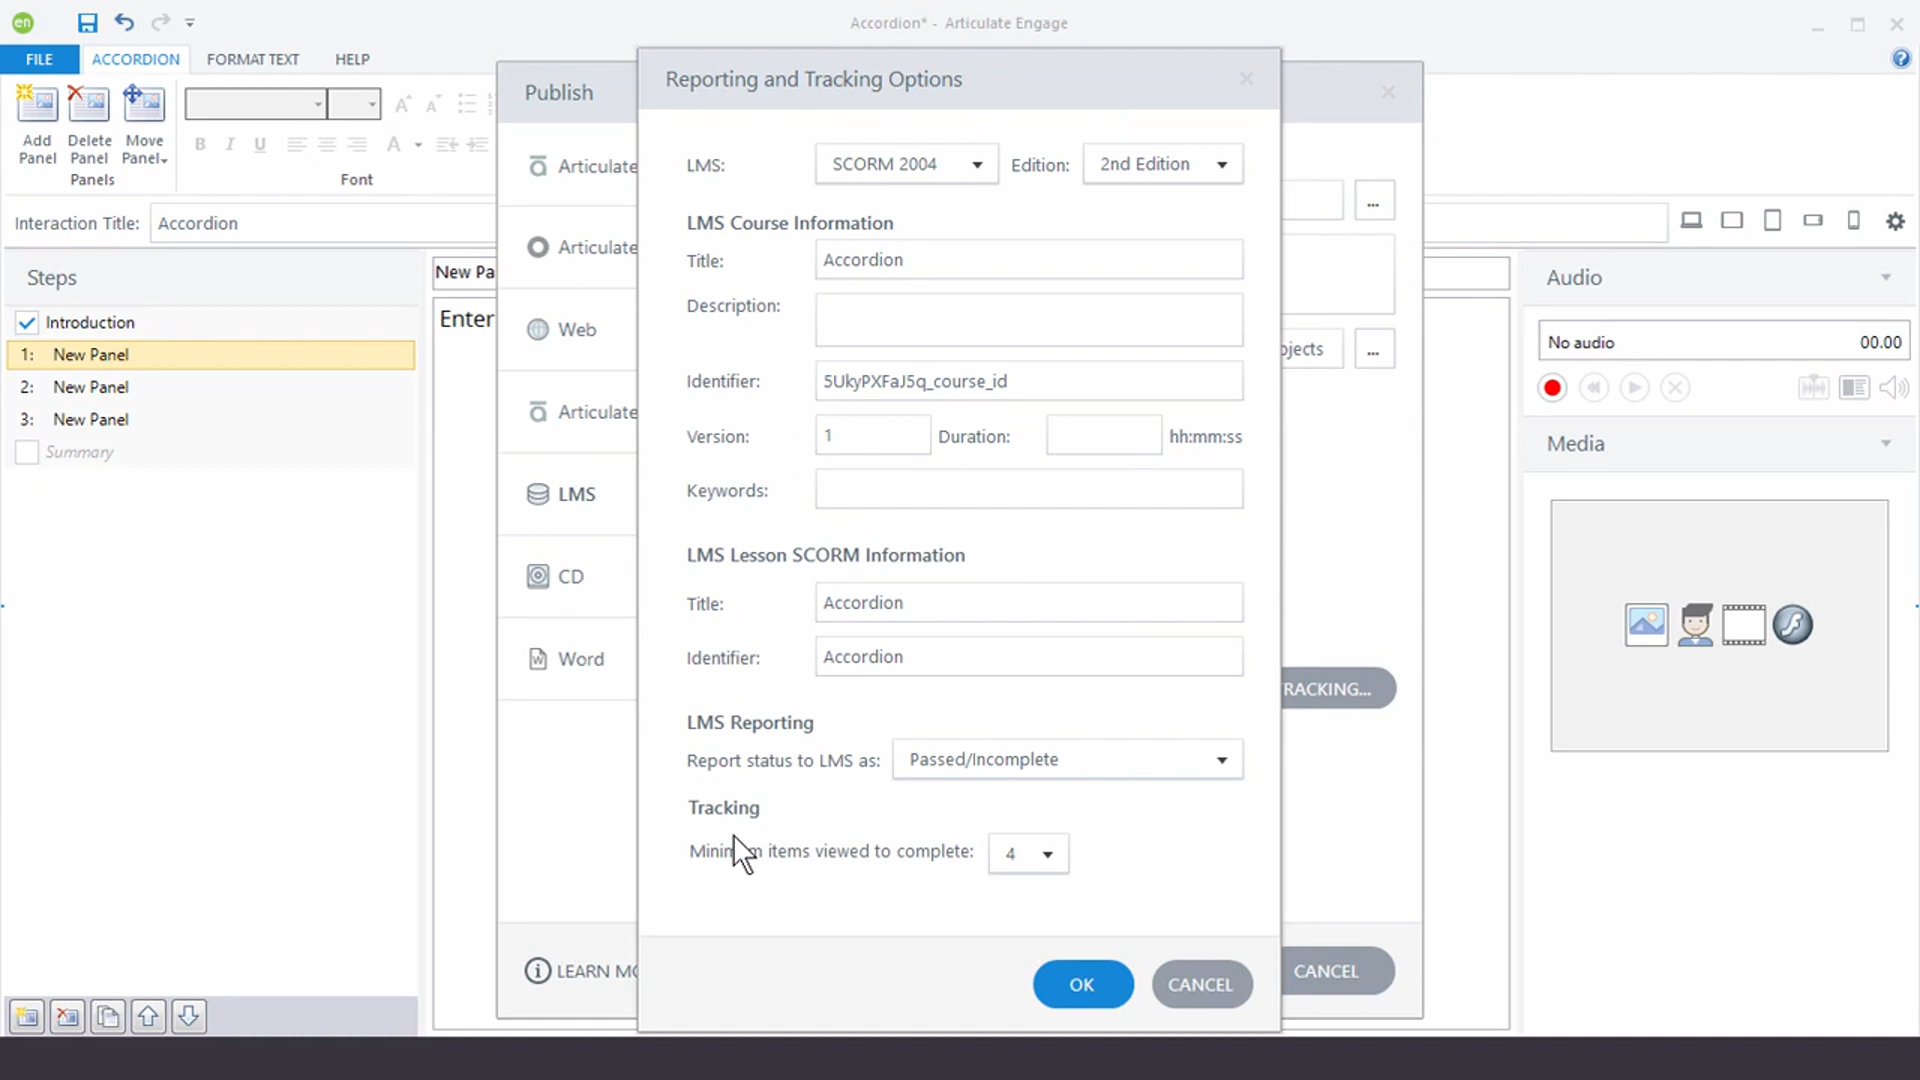 en
Accordion* - Articulate Engage
FILE
ACCORDION
FORMAT TEXT
HELP
Add Panel
Delete Panel
Move Panel
Panels
B I U A
Font
Interaction Title: Accordion
Steps
Introduction
1: New Panel
2: New Panel
3: New Panel
Summary
New Pa
Enter
Publish
Articulate
Articulate
Web
Articulate
LMS
CD
Word
LEARN MO
Reporting and Tracking Options
LMS: SCORM 2004 Edition: 2nd Edition
LMS Course Information
Title: Accordion
Description:
Identifier: 5UkyPXFaJ5q_course_id
Version: 1 Duration: hh:mm:ss
Keywords:
LMS Lesson SCORM Information
Title: Accordion
Identifier: Accordion
LMS Reporting
Report status to LMS as: Passed/Incomplete
Tracking
Minimum items viewed to complete: 4
OK
CANCEL
...
ojects ...
RACKING...
CANCEL
Audio
No audio 00.00
Media